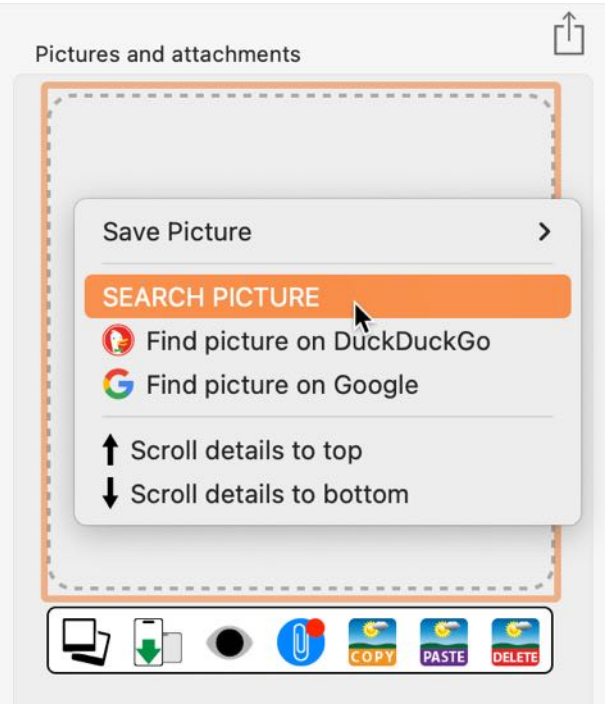 Pictures and attachments
Save Picture
SEARCH PICTURE
Find picture on DuckDuckGo
Find picture on Google
Scroll details to top
Scroll details to bottom
COPY PASTE DELETE